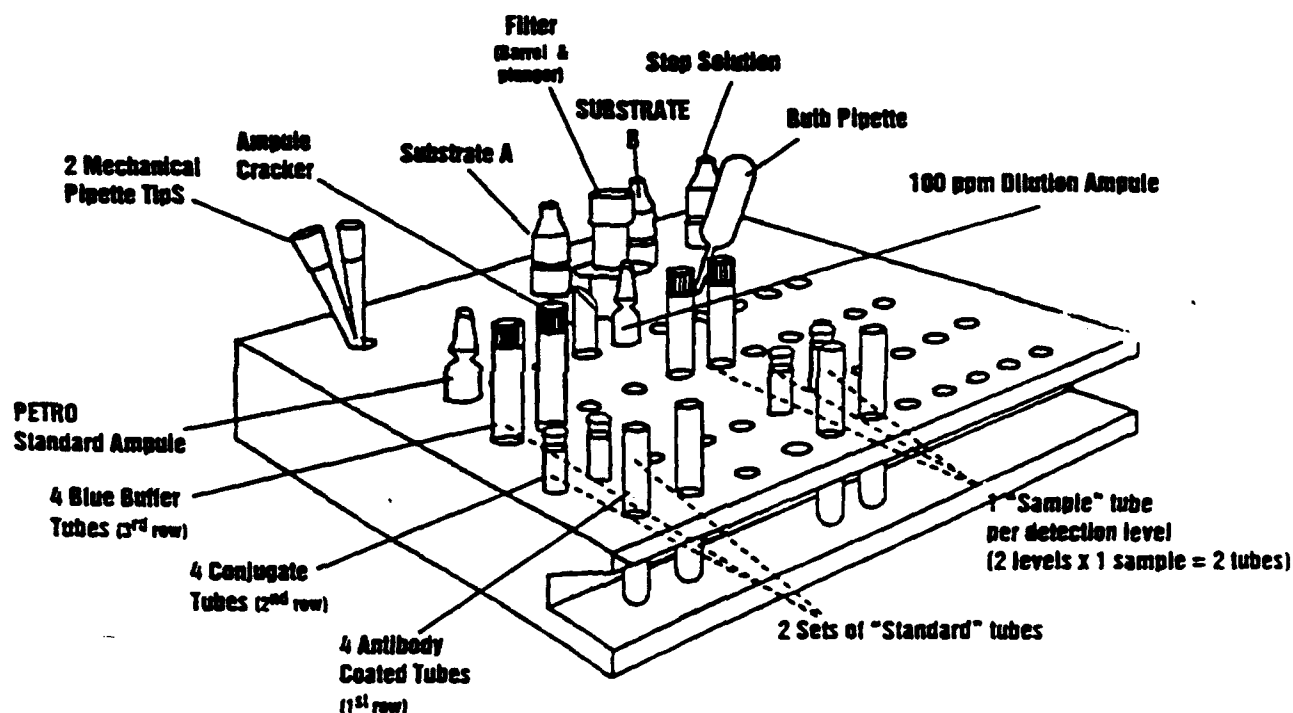 Filter
(Barrel &
plunger)
Stop Solution
SUBSTRATE
B
Bulb Pipette
Ampule
Cracker
Substrate A
2 Mechanical
Pipette TipS
100 ppm Dilution Ampule
PETRO
Standard Ampule
4 Blue Buffer
Tubes (3rd row)
1 "Sample" tube
per detection level
(2 levels x 1 sample = 2 tubes)
4 Conjugate
Tubes (2nd row)
2 Sets of "Standard" tubes
4 Antibody
Coated Tubes
(1st row)